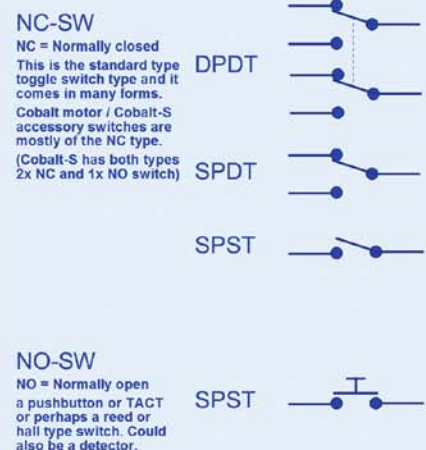 NC-SW
NC = Normally closed
This is the standard type
toggle switch type and it
comes in many forms.
Cobalt motor / Cobalt-S
accessory switches are
mostly of the NC type.
(Cobalt-S has both types
2x NC and 1x NO switch)
DPDT
SPDT
SPST
NO-SW
NO = Normally open
a pushbutton or TACT
or perhaps a reed or
hall type switch. Could
also be a detector.
SPST